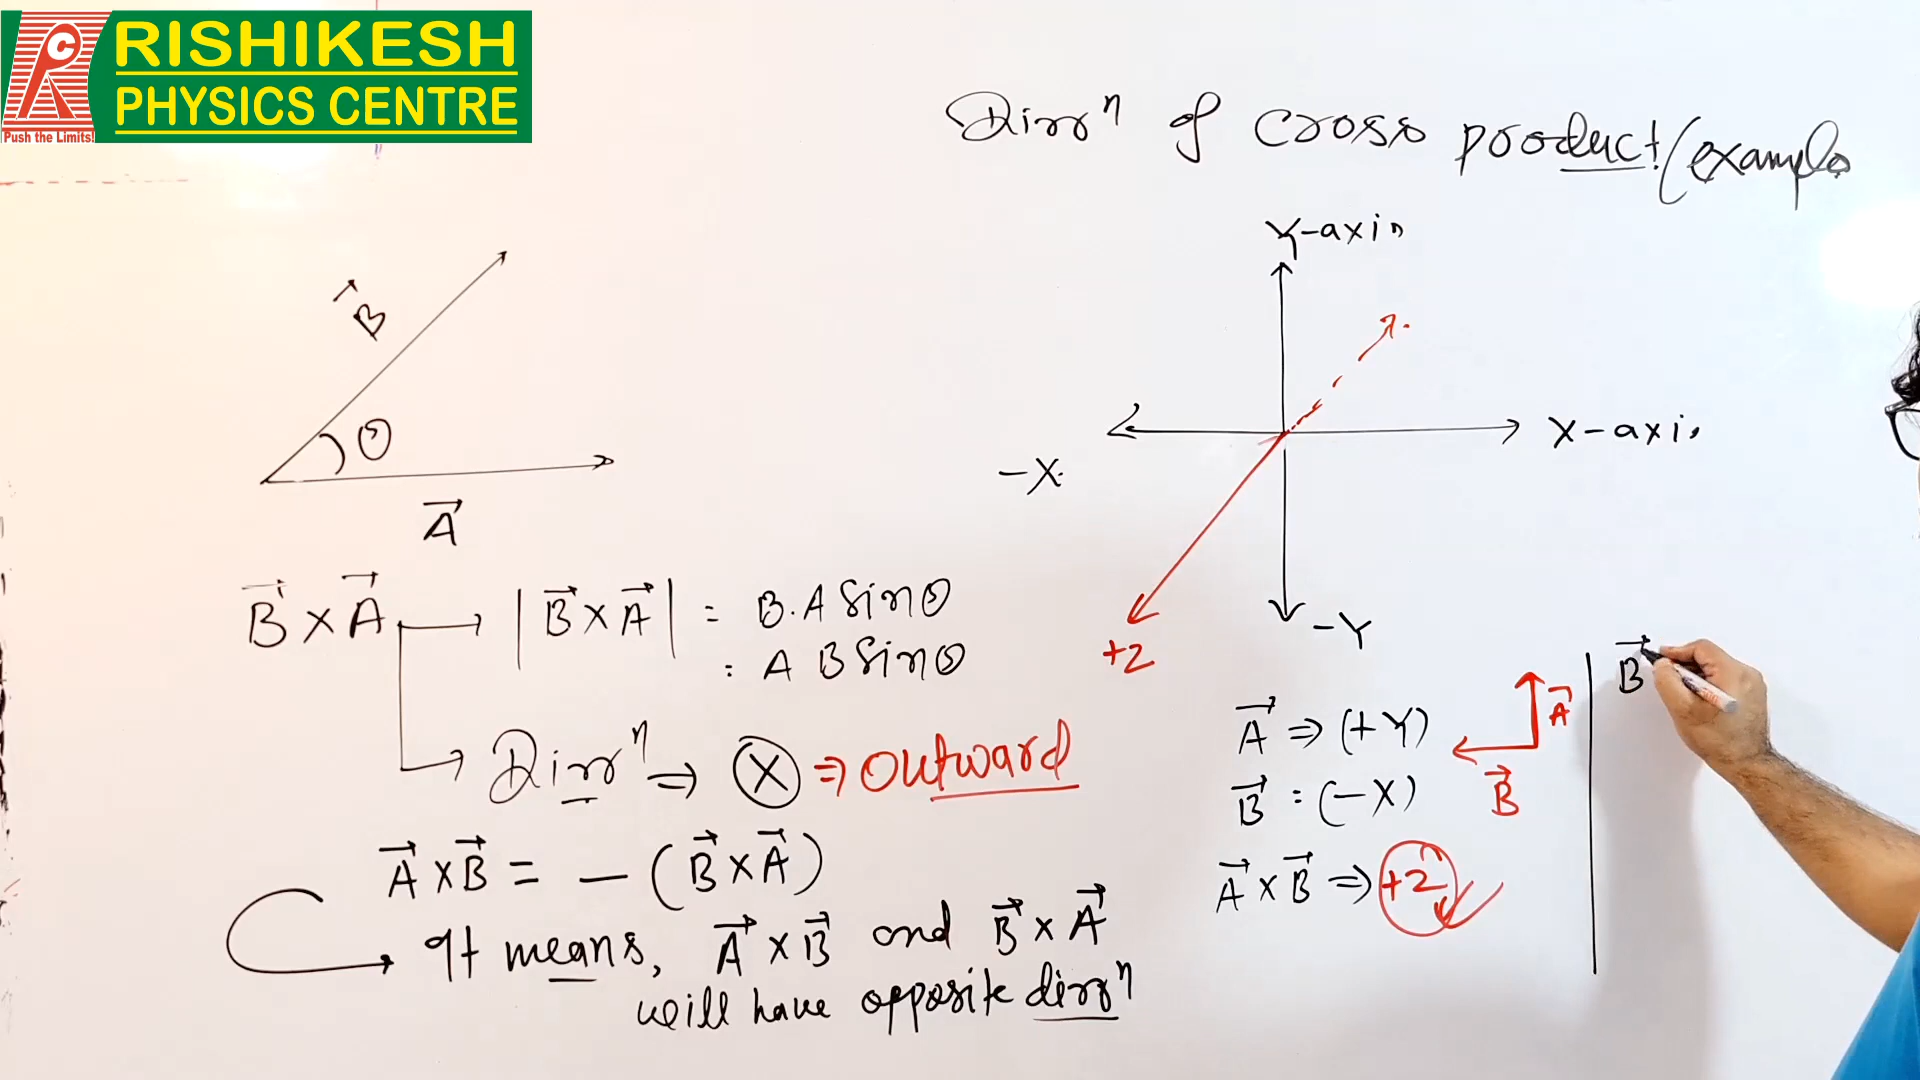 RISHIKESH
PHYSICS CENTRE
Push the Limits!
Dirrⁿ of cross product/example
Y-axis
X-axis
-X
-Y
+Z
B⃗
θ
A⃗
B⃗ × A⃗ → |B⃗ × A⃗| = B.A Sinθ
: A B Sinθ
Dirrⁿ ⇒ ⓧ ⇒ Outward
A⃗ × B⃗ = – (B⃗ × A⃗)
It means, A⃗ × B⃗ and B⃗ × A⃗
will have opposite dirrⁿ
A⃗ ⇒ (+Y)
B⃗ : (-X)
A⃗ × B⃗ ⇒ +Z
A⃗
B⃗
B⃗